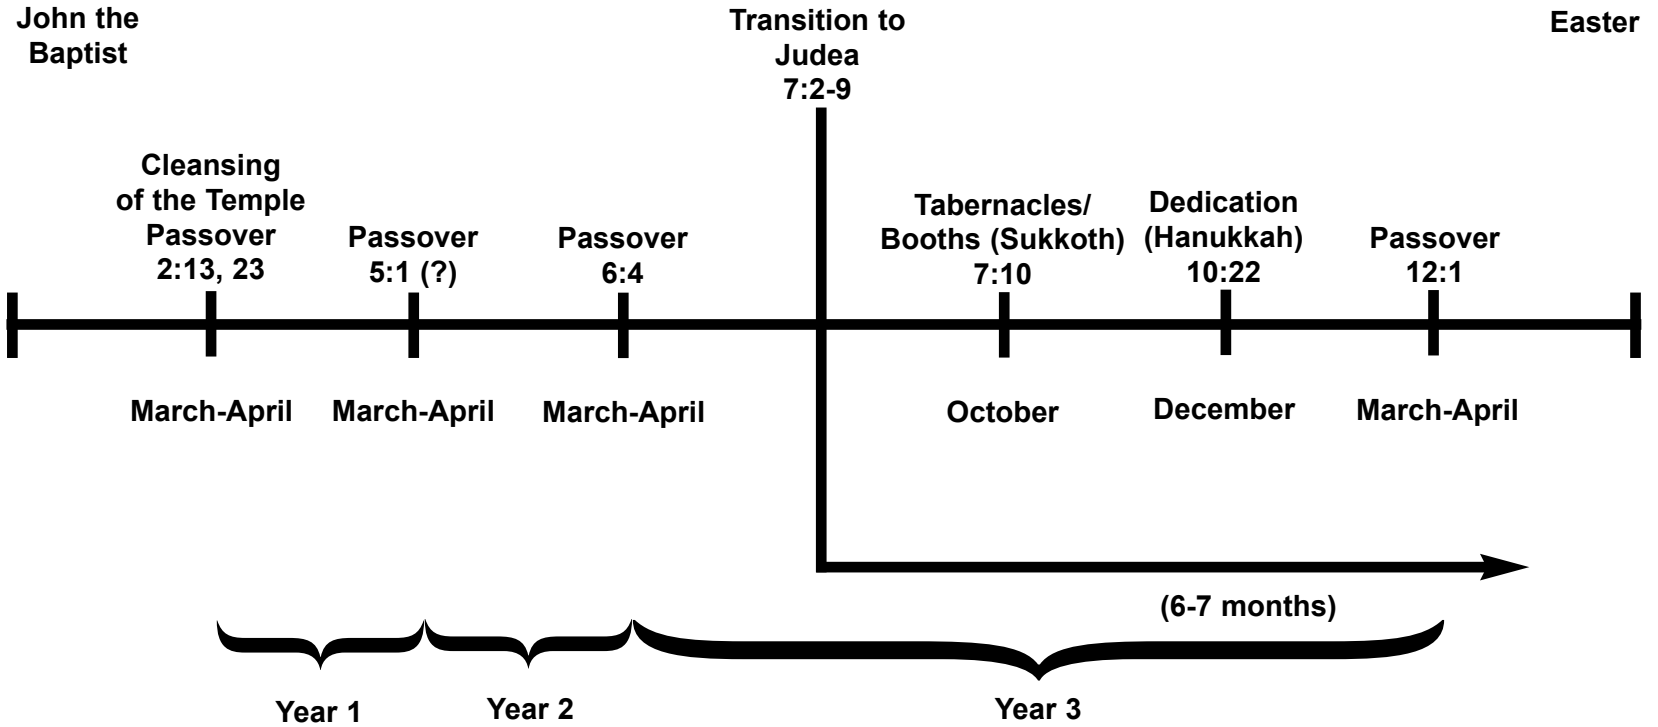 John the
Baptist
Transition to
Judea
7:2-9
Easter
Cleansing
of the Temple
Passover
2:13, 23
Passover
5:1 (?)
Passover
6:4
Tabernacles/
Booths (Sukkoth)
7:10
Dedication
(Hanukkah)
10:22
Passover
12:1
March-April
March-April
March-April
October
December
March-April
(6-7 months)
Year 1
Year 2
Year 3